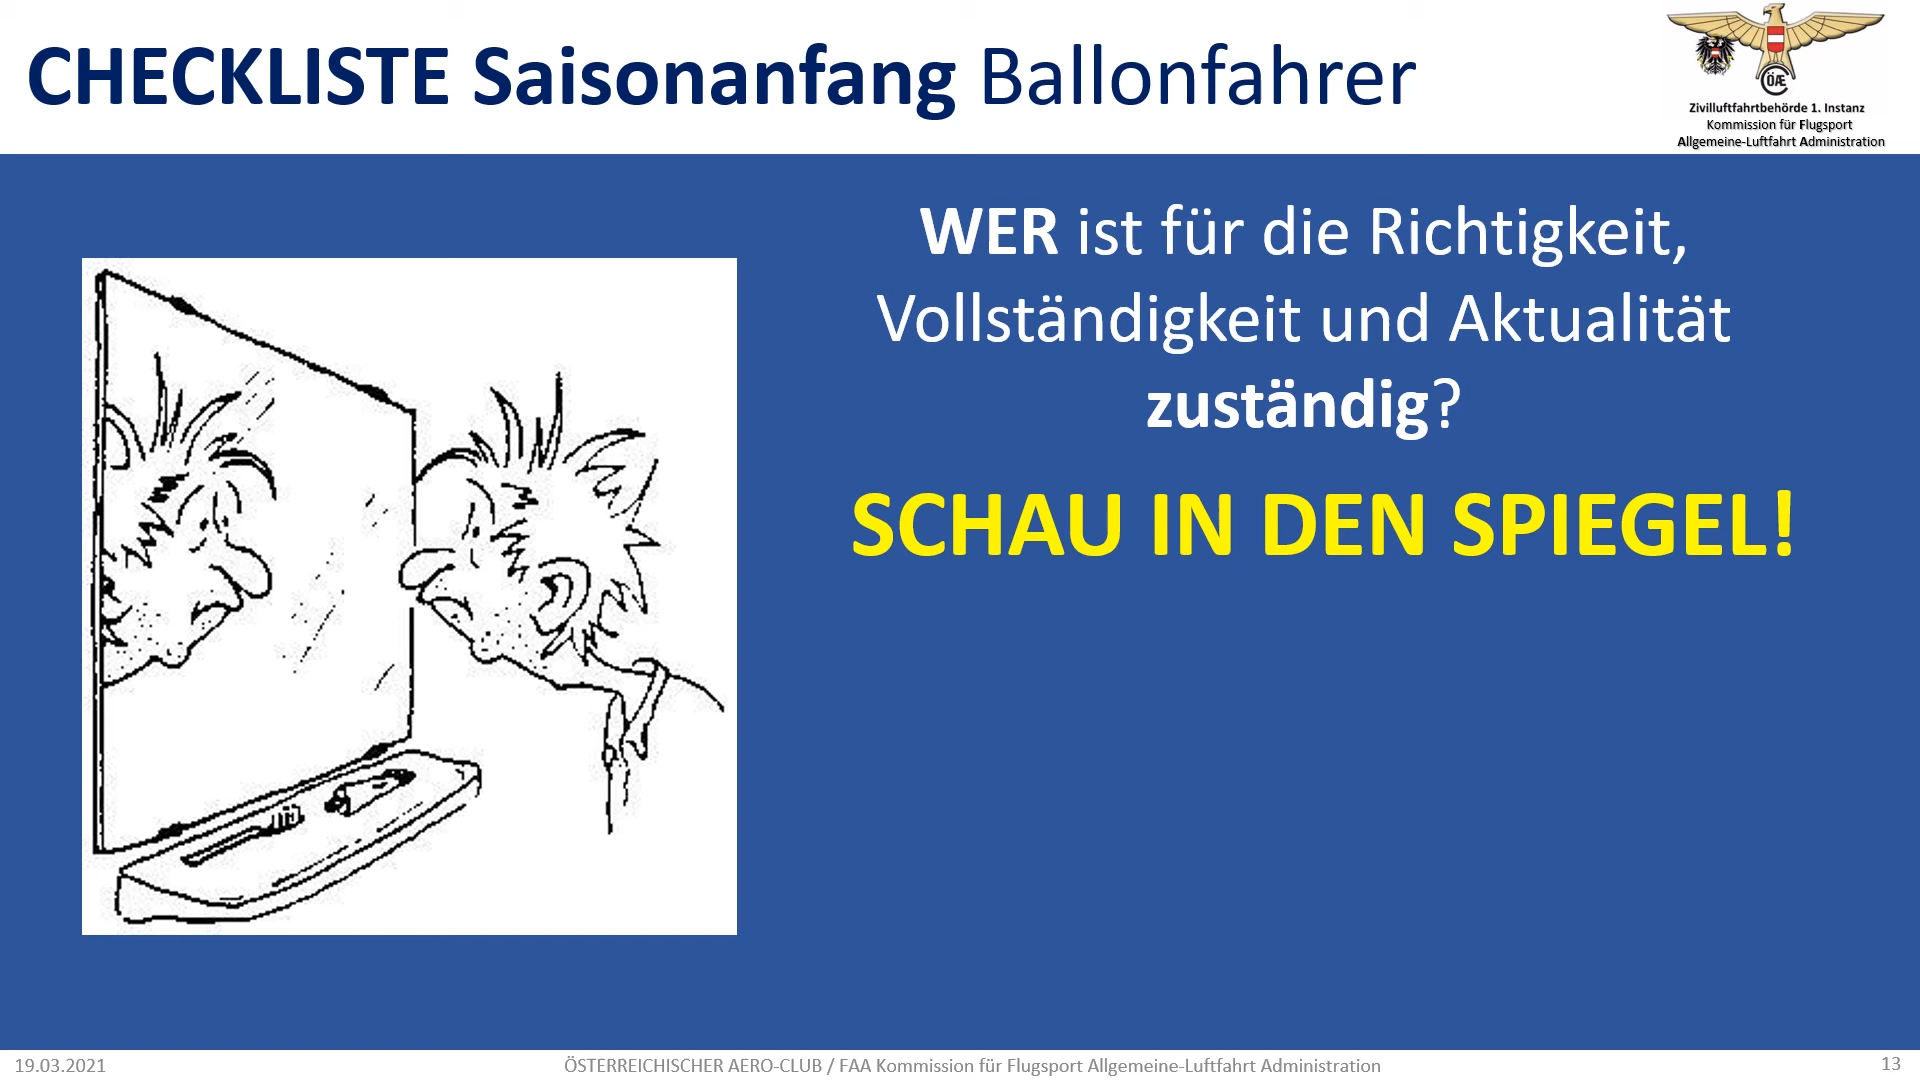 CHECKLISTE Saisonanfang Ballonfahrer
ÖAE
Zivilluftfahrtbehörde 1. Instanz
Kommission für Flugsport
Allgemeine-Luftfahrt Administration
WER ist für die Richtigkeit,
Vollständigkeit und Aktualität
zuständig?
SCHAU IN DEN SPIEGEL!
19.03.2021
ÖSTERREICHISCHER AERO-CLUB / FAA Kommission für Flugsport Allgemeine-Luftfahrt Administration
13